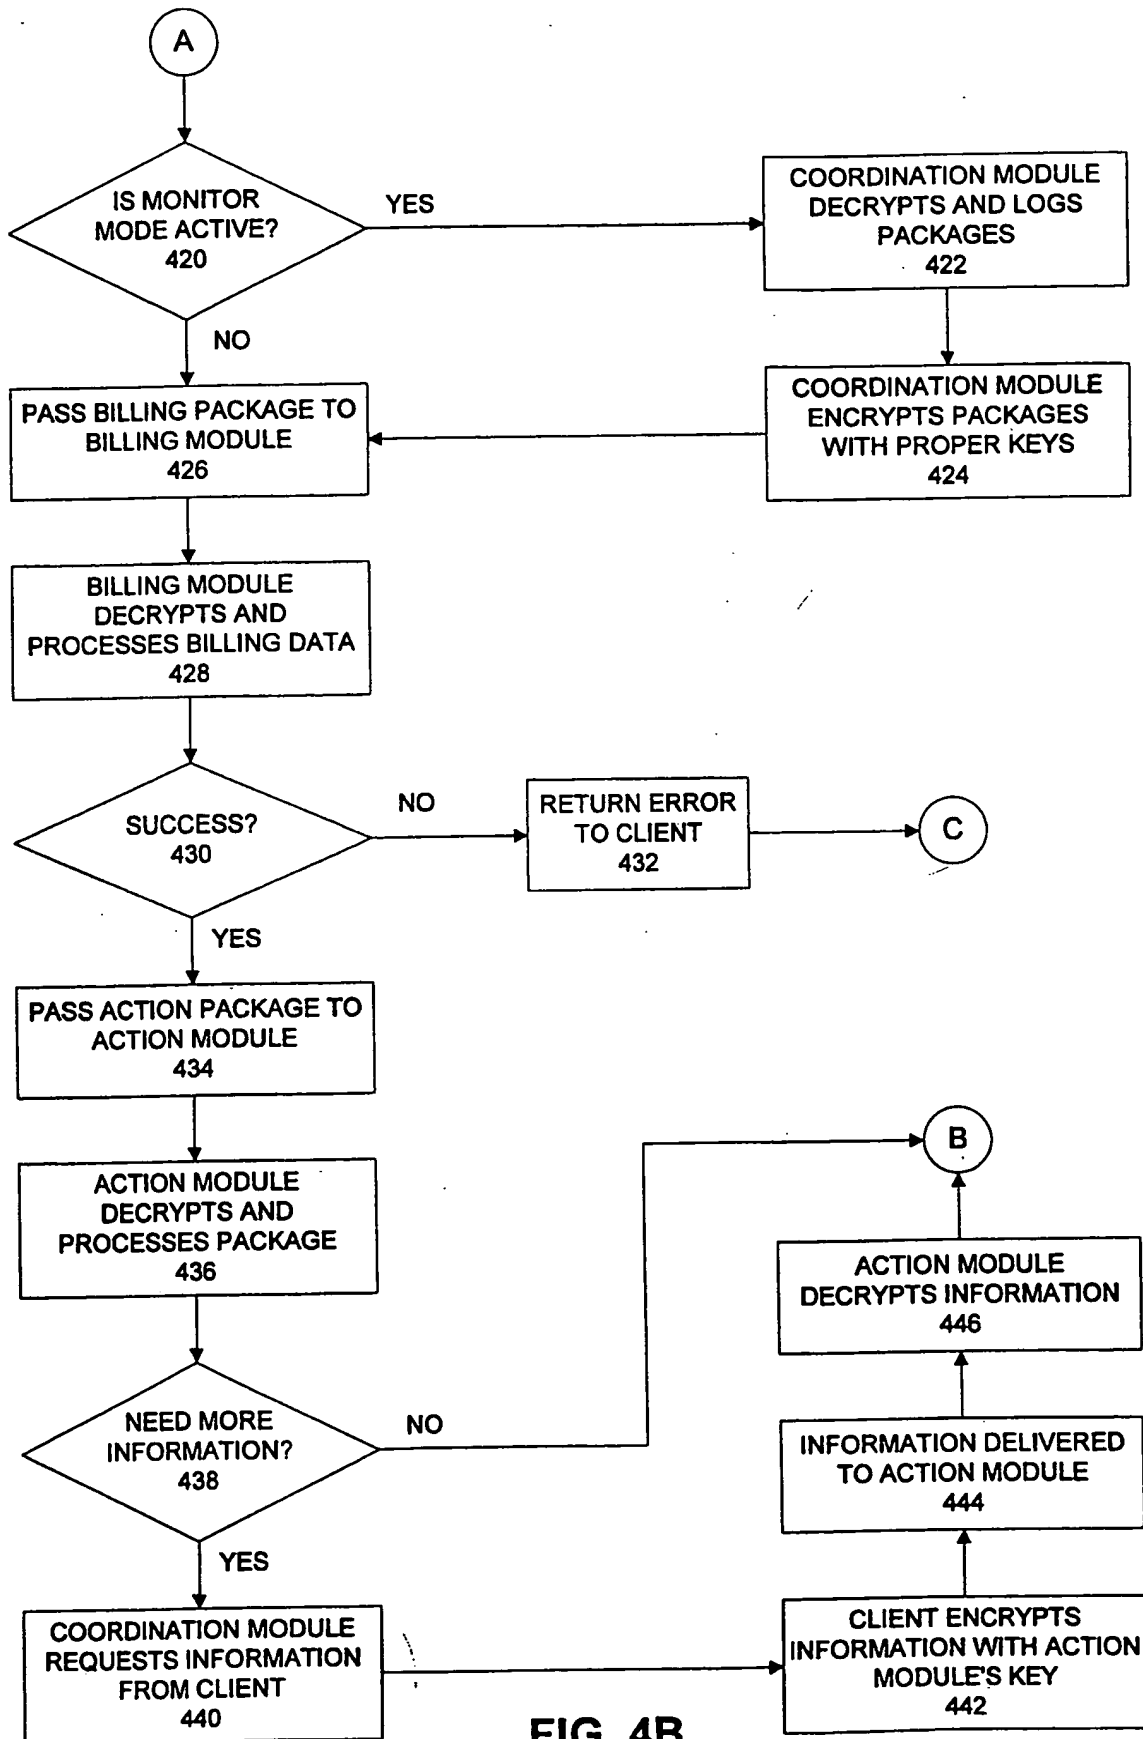 A
IS MONITOR
MODE ACTIVE?
420
YES
COORDINATION MODULE
DECRYPTS AND LOGS
PACKAGES
422
NO
COORDINATION MODULE
ENCRYPTS PACKAGES
WITH PROPER KEYS
424
PASS BILLING PACKAGE TO
BILLING MODULE
426
BILLING MODULE
DECRYPTS AND
PROCESSES BILLING DATA
428
SUCCESS?
430
NO
RETURN ERROR
TO CLIENT
432
C
YES
PASS ACTION PACKAGE TO
ACTION MODULE
434
ACTION MODULE
DECRYPTS AND
PROCESSES PACKAGE
436
NEED MORE
INFORMATION?
438
NO
B
YES
COORDINATION MODULE
REQUESTS INFORMATION
FROM CLIENT
440
CLIENT ENCRYPTS
INFORMATION WITH ACTION
MODULE'S KEY
442
INFORMATION DELIVERED
TO ACTION MODULE
444
ACTION MODULE
DECRYPTS INFORMATION
446
FIG. 4B